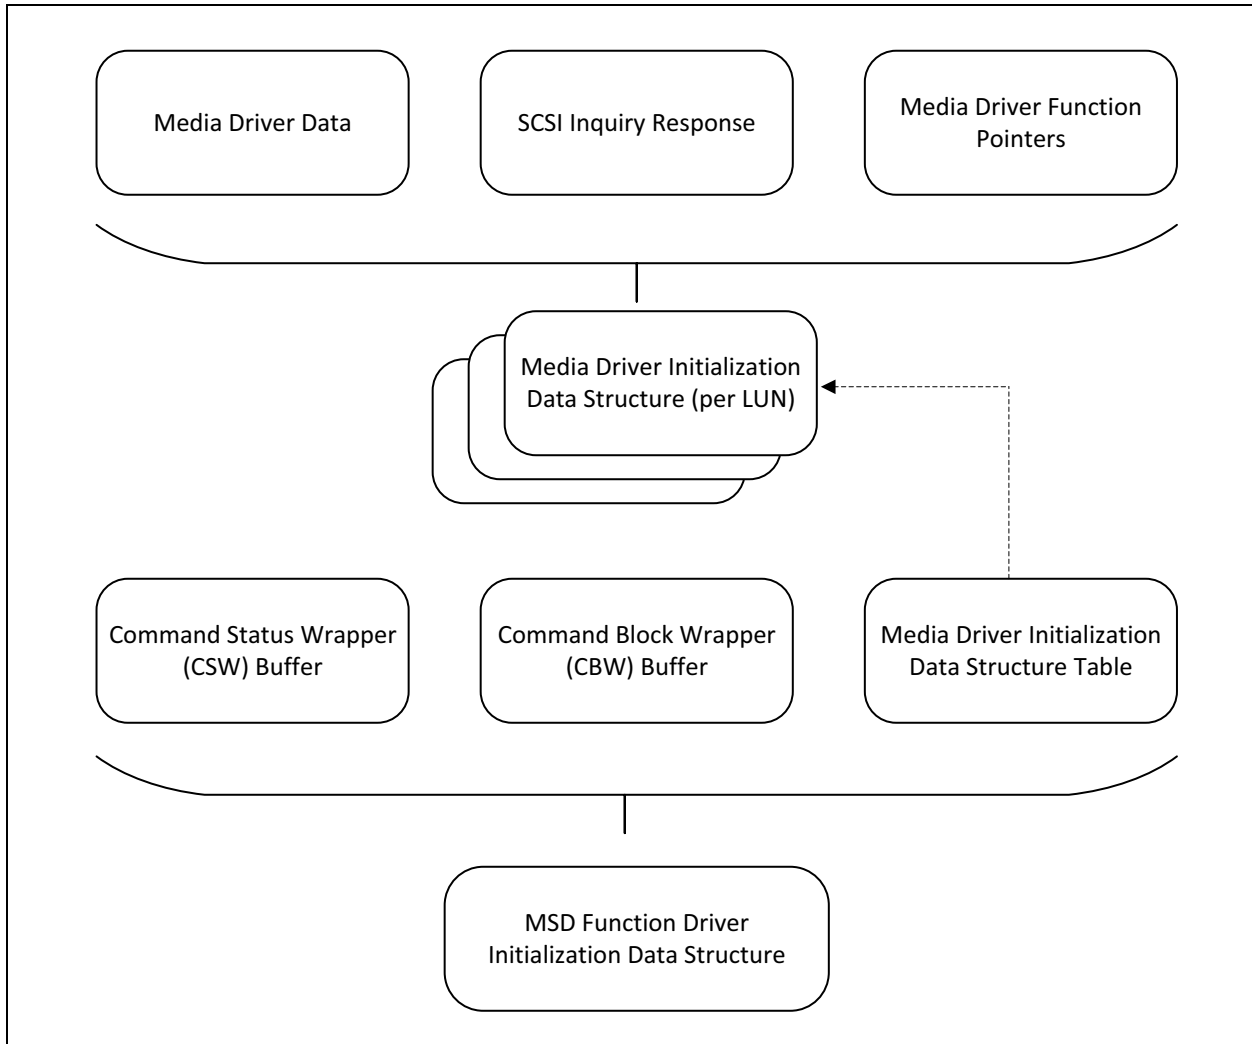 Media Driver Data
SCSI Inquiry Response
Media Driver Function
Pointers
Media Driver Initialization
Data Structure (per LUN)
Command Status Wrapper
(CSW) Buffer
Command Block Wrapper
(CBW) Buffer
Media Driver Initialization
Data Structure Table
MSD Function Driver
Initialization Data Structure